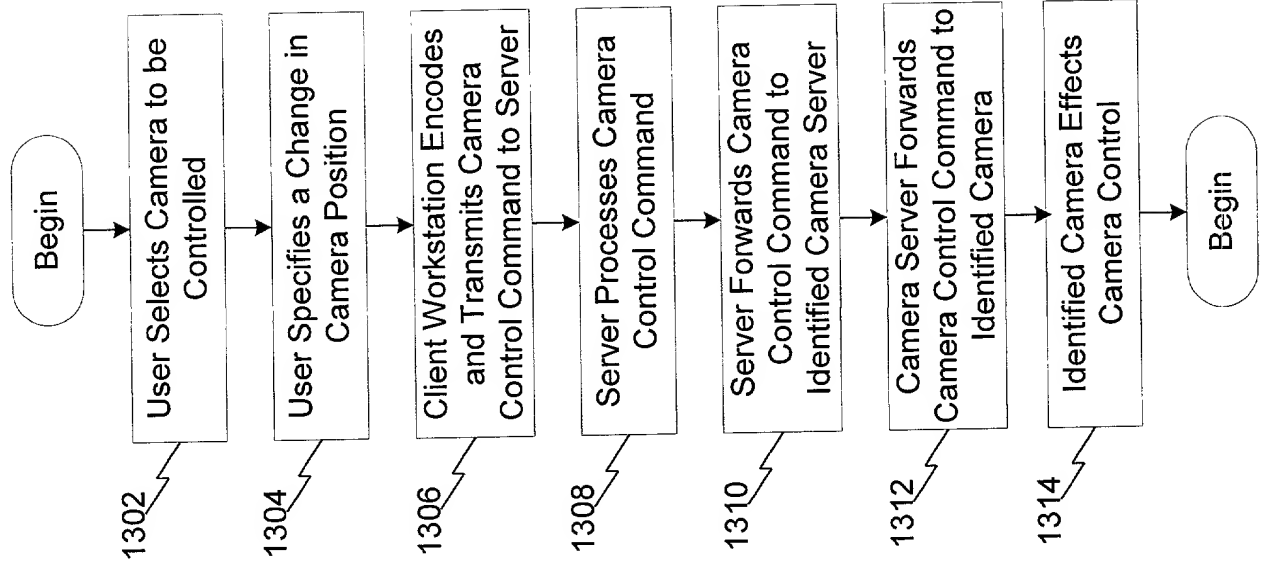 Begin
User Selects Camera to be
Controlled
1302
User Specifies a Change in
Camera Position
1304
Client Workstation Encodes
and Transmits Camera
Control Command to Server
1306
Server Processes Camera
Control Command
1308
Server Forwards Camera
Control Command to
Identified Camera Server
1310
Camera Server Forwards
Camera Control Command to
Identified Camera
1312
Identified Camera Effects
Camera Control
1314
Begin